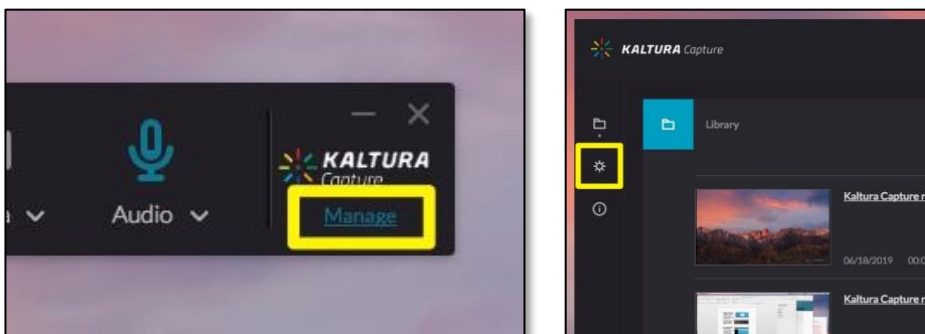 KALTURA
Capture
Audio
Manage
KALTURA Capture
Library
Kaltura Capture r
06/18/2019 00:0
Kaltura Capture r